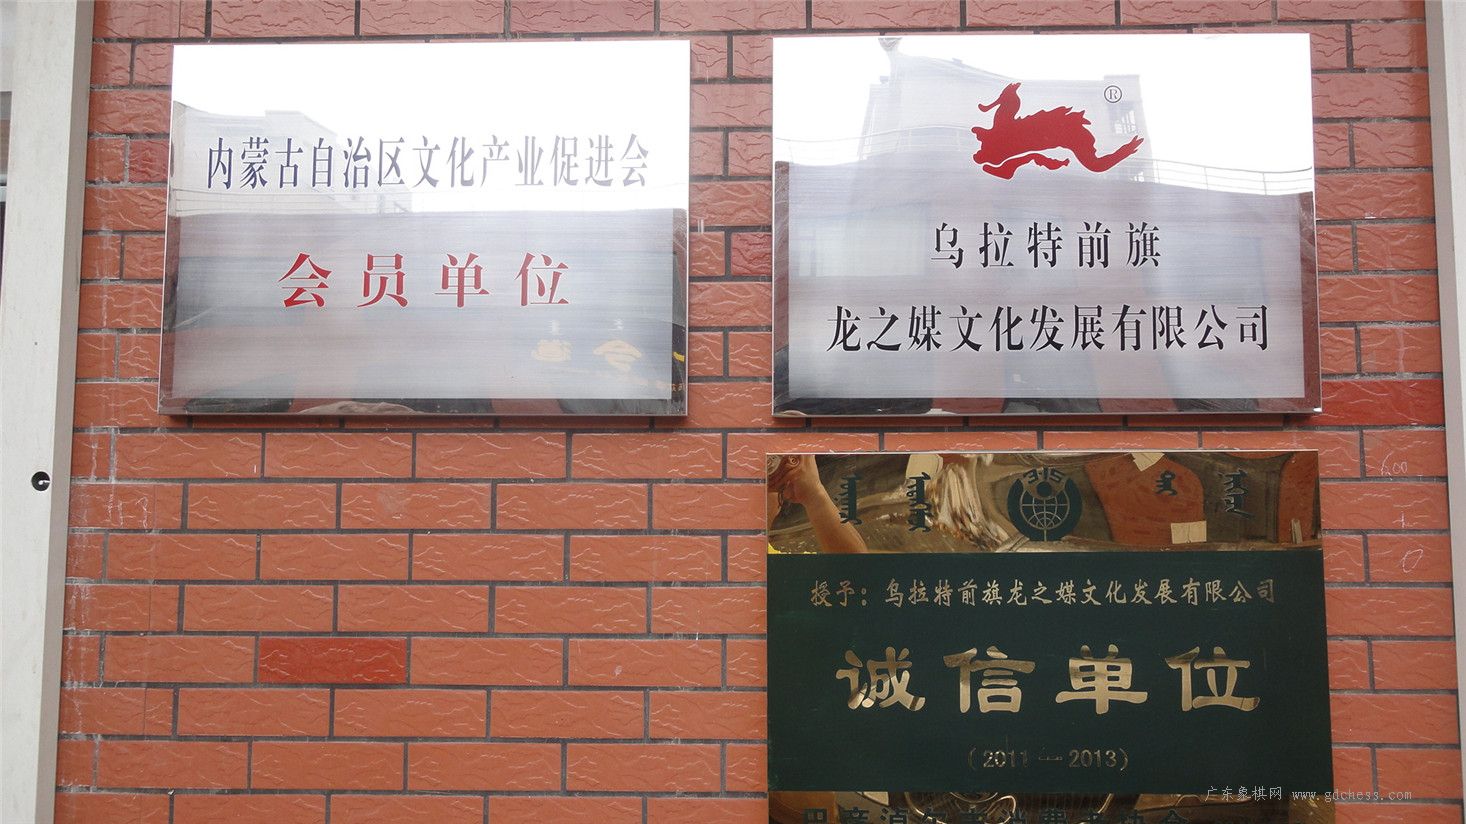 内蒙古自治区文化产业促进会
会员单位
®
乌拉特前旗
龙之媒文化发展有限公司
315
授予：乌拉特前旗龙之媒文化发展有限公司
诚信单位
（2011—2013）
广东象棋网 www.gdchess.com